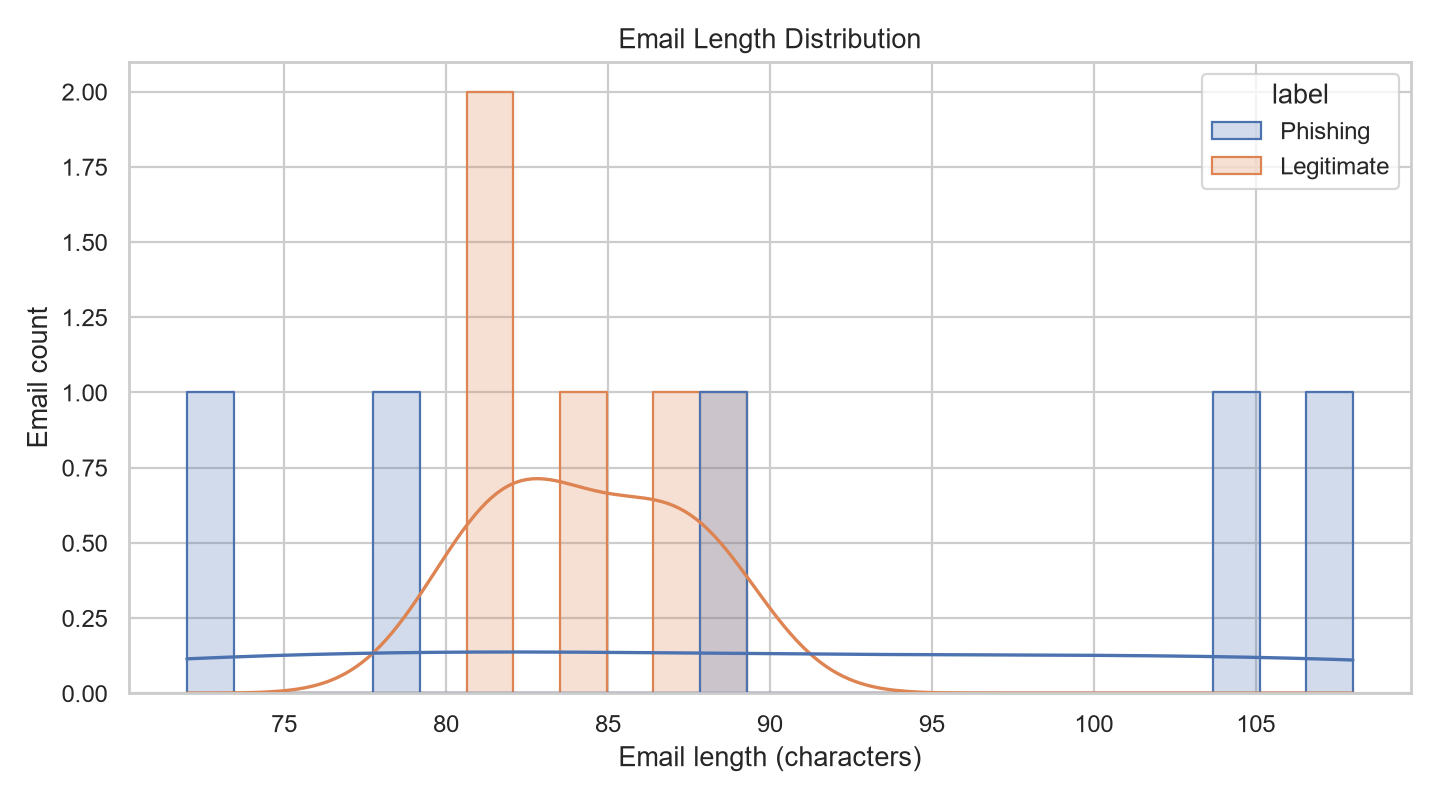 Email Length Distribution
label
Phishing
Legitimate
Email count
2.00
1.75
1.50
1.25
1.00
0.75
0.50
0.25
0.00
75 80 85 90 95 100 105
Email length (characters)